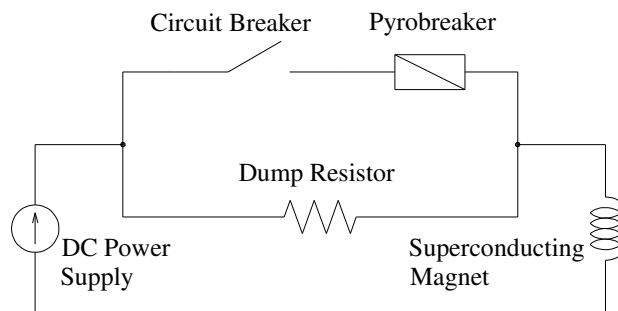 Circuit Breaker
Pyrobreaker
Dump Resistor
DC Power
Supply
Superconducting
Magnet